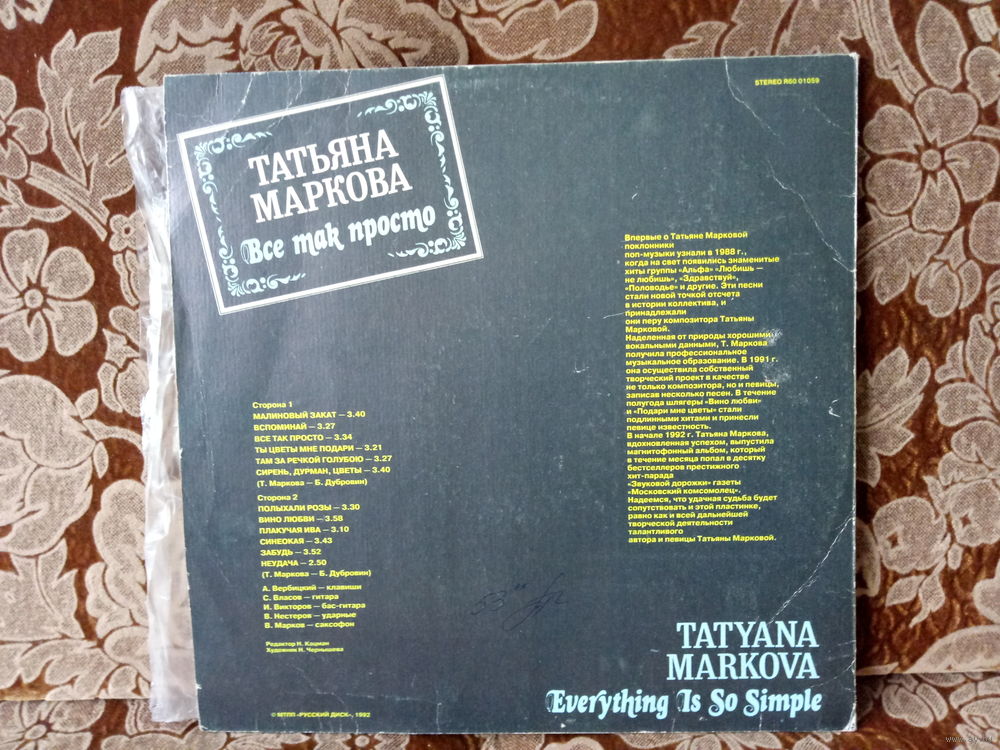 STEREO R60 01059
ТАТЬЯНА
МАРКОВА
Все так просто
Впервые о Татьяне Марковой
поклонники
поп-музыки узнали в 1988 г.,
когда на свет появились знаменитые
хиты группы «Альфа» «Любишь —
не любишь», «Здравствуй»,
«Половодье» и другие. Эти песни
стали новой точкой отсчета
в истории коллектива, и
принадлежали
они перу композитора Татьяны
Марковой.
Наделенная от природы хорошими
вокальными данными, Т. Маркова
получила профессиональное
музыкальное образование. В 1991 г.
она осуществила собственный
творческий проект в качестве
не только композитора, но и певицы,
записав несколько песен. В течение
полугода шлягеры «Вино любви»
и «Подари мне цветы» стали
подлинными хитами и принесли
певице известность.
В начале 1992 г. Татьяна Маркова,
вдохновленная успехом, выпустила
магнитофонный альбом, который
в течение месяца попал в десятку
бестселлеров престижного
хит-парада
«Звуковой дорожки» газеты
«Московский комсомолец».
Надеемся, что удачная судьба будет
сопутствовать и этой пластинке,
равно как и всей дальнейшей
творческой деятельности
талантливого
автора и певицы Татьяны Марковой.
Сторона 1
МАЛИНОВЫЙ ЗАКАТ — 3.40
ВСПОМИНАЙ — 3.27
ВСЕ ТАК ПРОСТО — 3.34
ТЫ ЦВЕТЫ МНЕ ПОДАРИ — 3.21
ТАМ ЗА РЕЧКОЙ ГОЛУБОЮ — 3.27
СИРЕНЬ, ДУРМАН, ЦВЕТЫ — 3.40
(Т. Маркова — Б. Дубровин)
Сторона 2
ПОЛЫХАЛИ РОЗЫ — 3.30
ВИНО ЛЮБВИ — 3.58
ПЛАКУЧАЯ ИВА — 3.10
СИНЕОКАЯ — 3.43
ЗАБУДЬ — 3.52
НЕУДАЧА — 2.50
(Т. Маркова — Б. Дубровин)
А. Вербицкий — клавиши
С. Власов — гитара
И. Викторов — бас-гитара
В. Нестеров — ударные
В. Марков — саксофон
Редактор Н. Кацман
Художник Н. Чернышева
TATYANA
MARKOVA
Everything Is So Simple
© МТПП «РУССКИЙ ДИСК», 1992